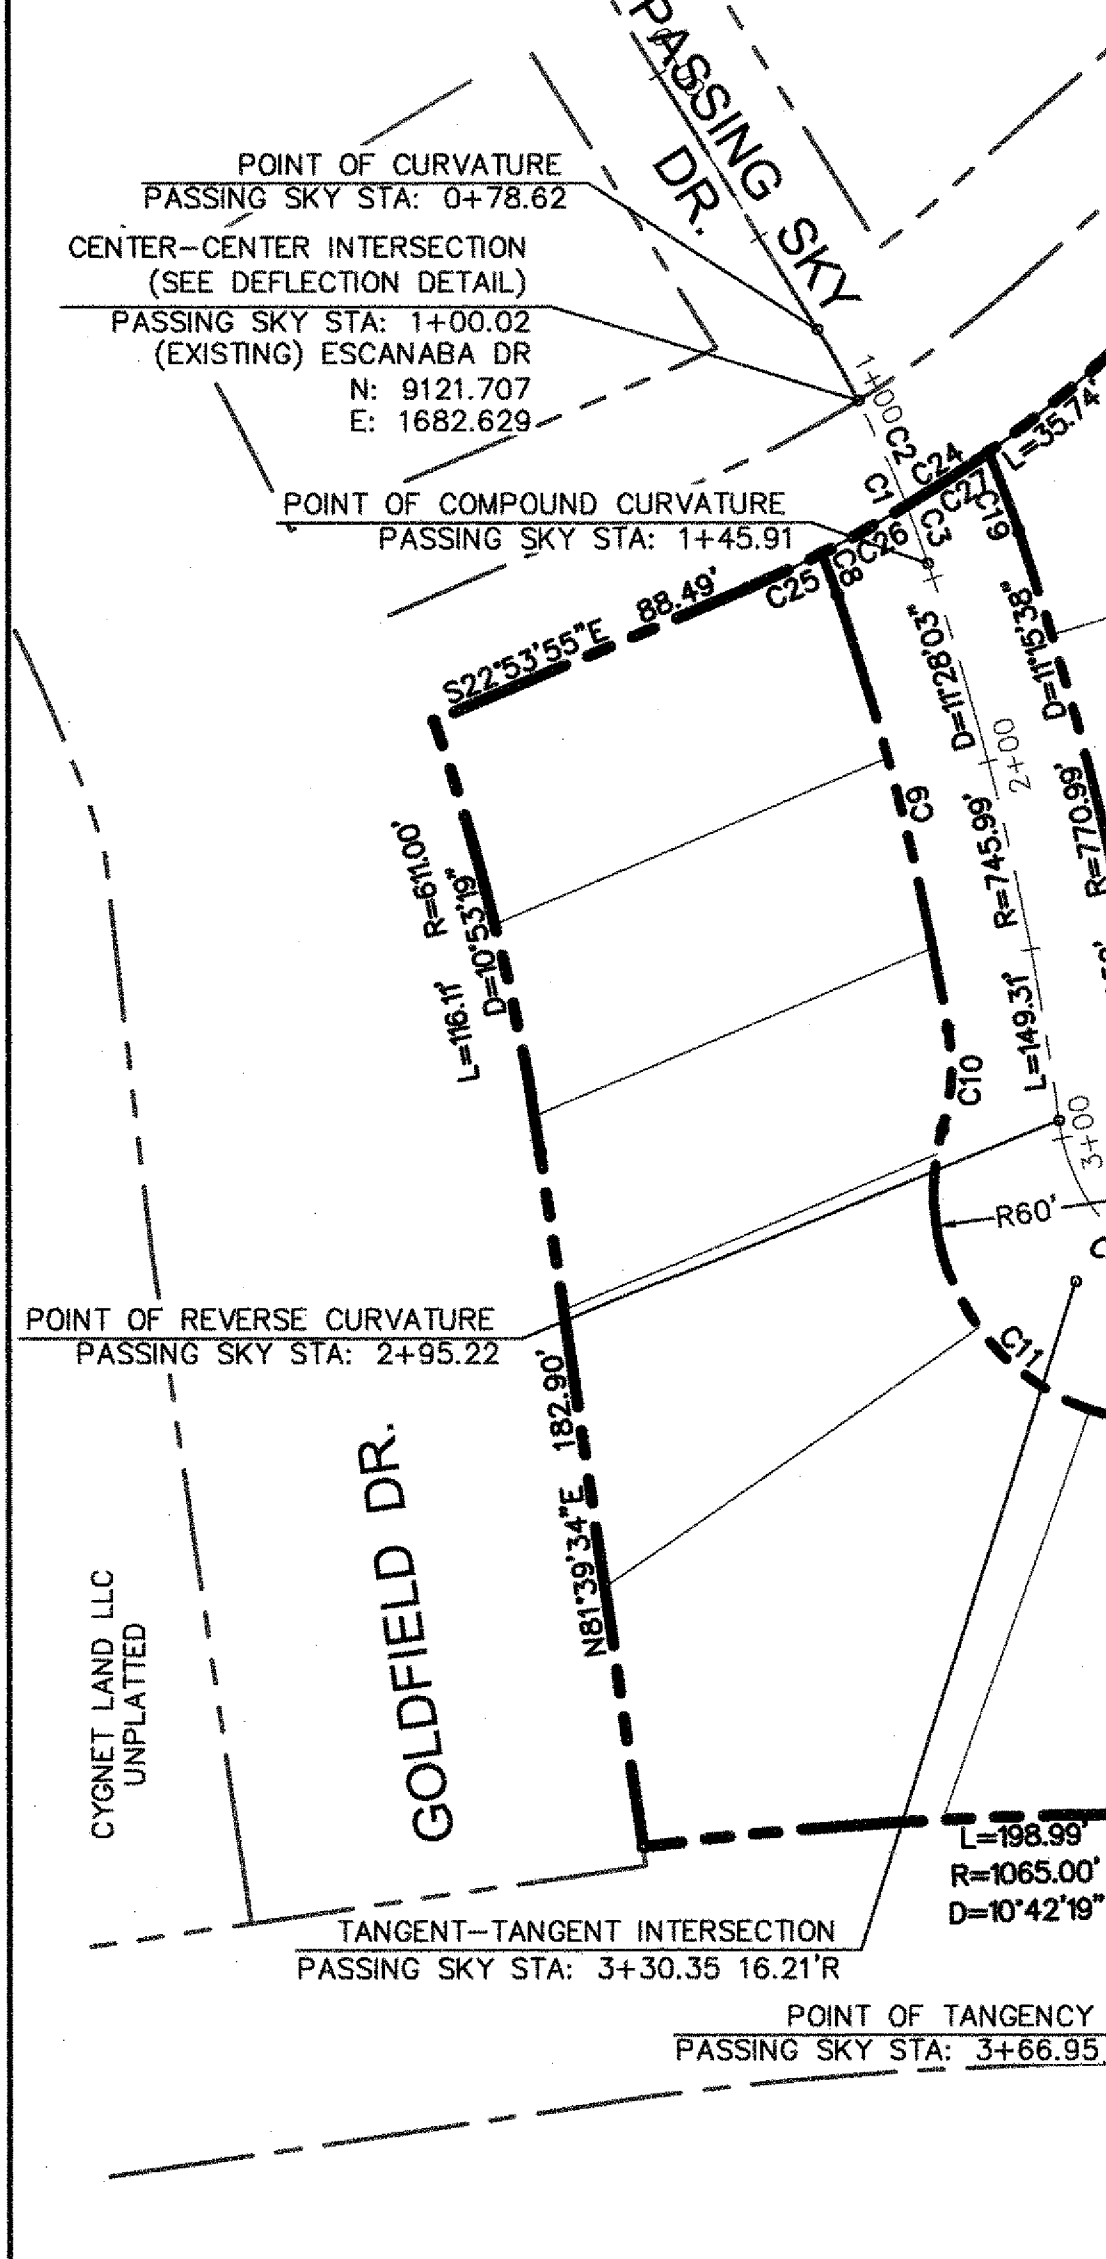 PASSING SKY
DR.
POINT OF CURVATURE
PASSING SKY STA: 0+78.62
CENTER-CENTER INTERSECTION
(SEE DEFLECTION DETAIL)
PASSING SKY STA: 1+00.02
(EXISTING) ESCANABA DR
N: 9121.707
E: 1682.629
1+00
C2
C1
C24
C27
L=35.74'
C19
C3
C26
C8
C25
POINT OF COMPOUND CURVATURE
PASSING SKY STA: 1+45.91
S22°53'55"E 88.49'
D=11°28'03"
R=745.99'
L=149.31'
D=11°15'38"
R=770.99'
2+00
C9
R=611.00'
D=10°53'19"
L=116.11'
C10
3+00
R60'
POINT OF REVERSE CURVATURE
PASSING SKY STA: 2+95.22
C11
N81°39'34"E 182.90'
GOLDFIELD DR.
CYGNET LAND LLC
UNPLATTED
L=198.99'
R=1065.00'
D=10°42'19"
TANGENT-TANGENT INTERSECTION
PASSING SKY STA: 3+30.35 16.21'R
POINT OF TANGENCY
PASSING SKY STA: 3+66.95